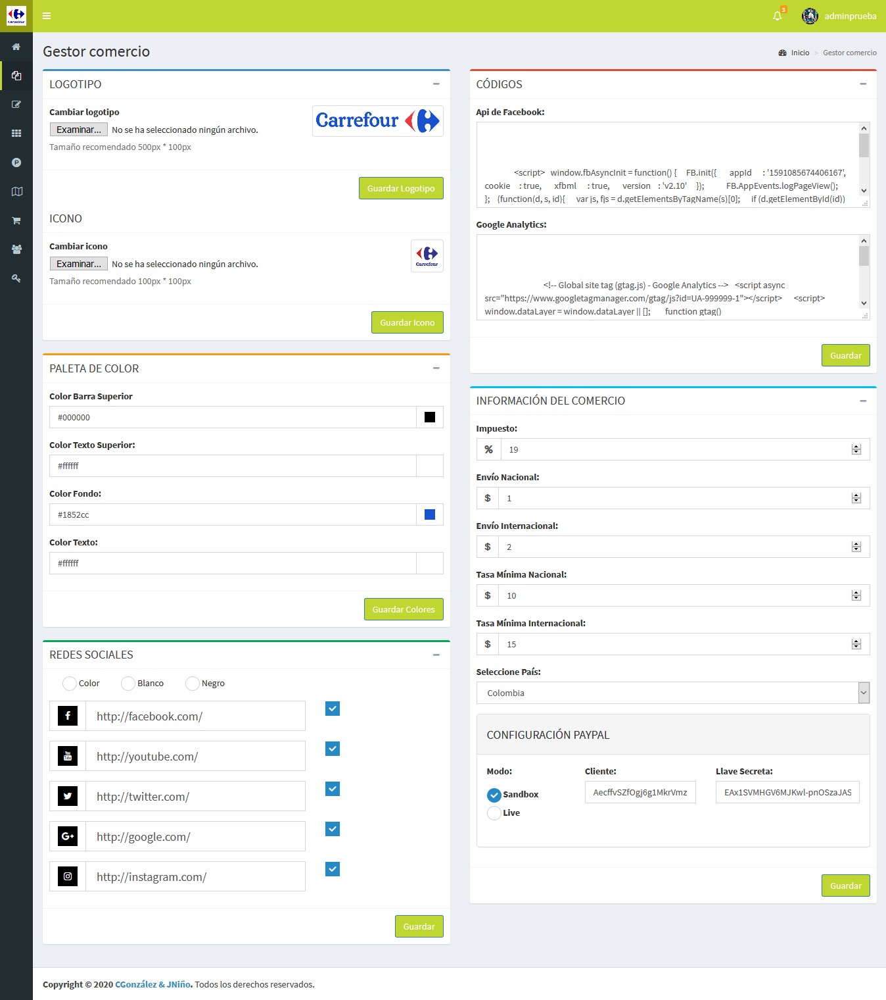 Carrefour
3
adminprueba
Gestor comercio
Inicio > Gestor comercio
LOGOTIPO
Cambiar logotipo
Examinar... No se ha seleccionado ningún archivo.
Tamaño recomendado 500px * 100px
Carrefour
Guardar Logotipo
ICONO
Cambiar icono
Examinar... No se ha seleccionado ningún archivo.
Tamaño recomendado 100px * 100px
Carrefour
Guardar Icono
PALETA DE COLOR
Color Barra Superior
#000000
Color Texto Superior:
#ffffff
Color Fondo:
#1852cc
Color Texto:
#ffffff
Guardar Colores
REDES SOCIALES
Color Blanco Negro
http://facebook.com/
You Tube http://youtube.com/
http://twitter.com/
G+ http://google.com/
http://instagram.com/
Guardar
CÓDIGOS
Api de Facebook:
<script> window.fbAsyncInit = function() { FB.init({ appId : '1591085674406167',
cookie : true, xfbml : true, version : 'v2.10' }); FB.AppEvents.logPageView();
}; (function(d, s, id){ var js, fjs = d.getElementsByTagName(s)[0]; if (d.getElementById(id))
Google Analytics:
<!-- Global site tag (gtag.js) - Google Analytics --> <script async
src="https://www.googletagmanager.com/gtag/js?id=UA-999999-1"></script> <script>
window.dataLayer = window.dataLayer || []; function gtag()
Guardar
INFORMACIÓN DEL COMERCIO
Impuesto:
% 19
Envío Nacional:
$ 1
Envío Internacional:
$ 2
Tasa Mínima Nacional:
$ 10
Tasa Mínima Internacional:
$ 15
Seleccione País:
Colombia
CONFIGURACIÓN PAYPAL
Modo: Cliente: Llave Secreta:
Sandbox AecffvSZfOgj6g1MkrVmz EAx1SVMHGV6MJKwl-pnOSzaJAS
Live
Guardar
Copyright © 2020 CGonzález & JNiño. Todos los derechos reservados.